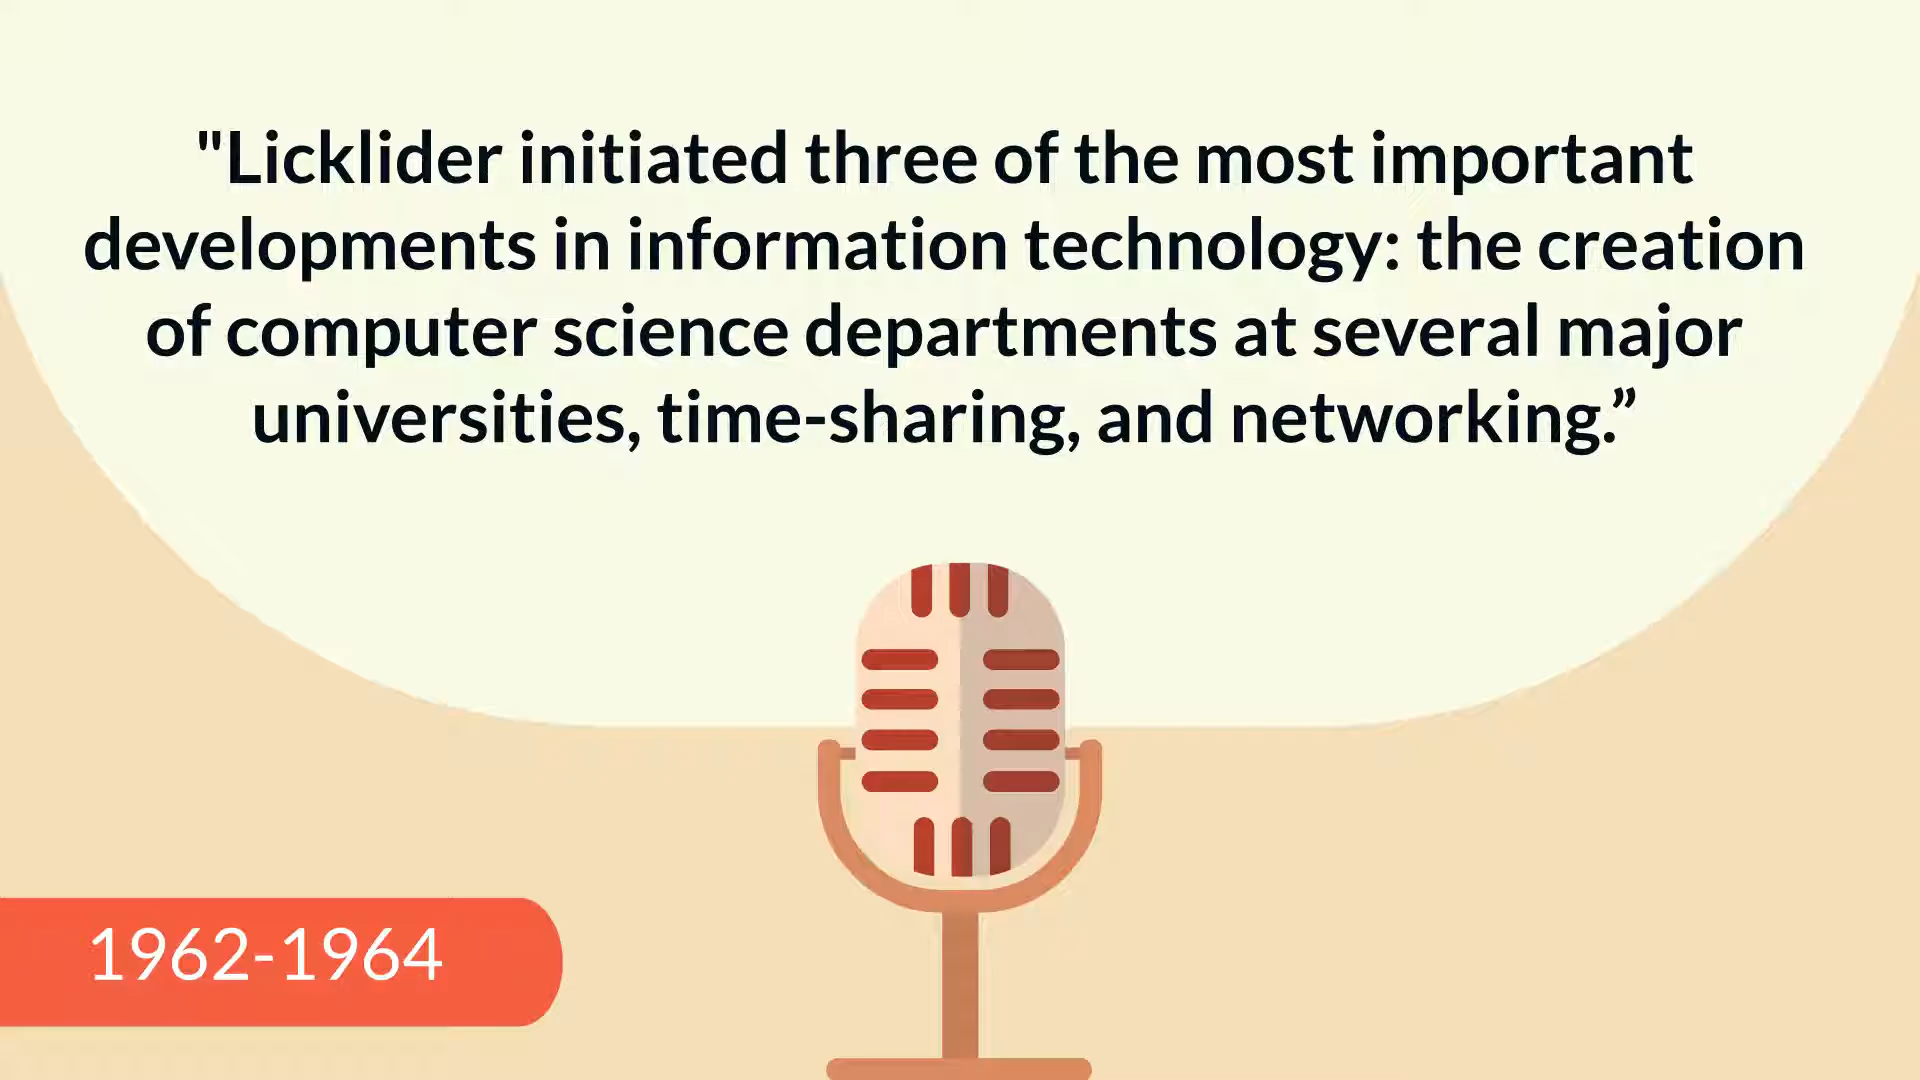 "Licklider initiated three of the most important
developments in information technology: the creation
of computer science departments at several major
universities, time-sharing, and networking.”
1962-1964